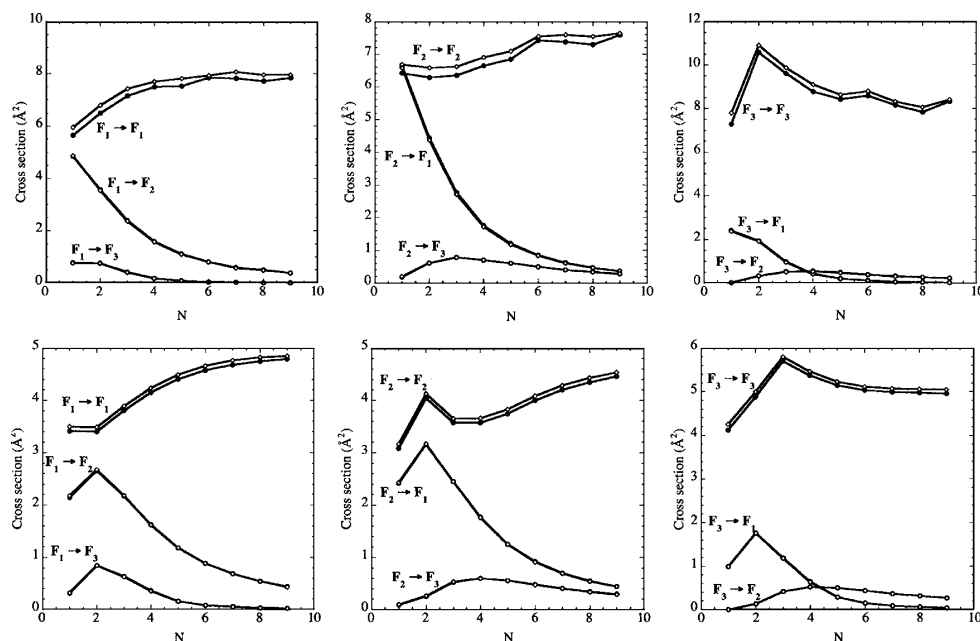 10
8
6
4
2
0
Cross section (Å²)
F₁ → F₁
F₁ → F₂
F₁ → F₃
0 2 4 6 8 10
N
8
7
6
5
4
3
2
1
0
Cross section (Å²)
F₂ → F₂
F₂ → F₁
F₂ → F₃
0 2 4 6 8 10
N
12
10
8
6
4
2
0
Cross section (Å²)
F₃ → F₃
F₃ → F₁
F₃ → F₂
0 2 4 6 8 10
N
5
4
3
2
1
0
Cross section (Å²)
F₁ → F₁
F₁ → F₂
F₁ → F₃
0 2 4 6 8 10
N
5
4
3
2
1
0
Cross section (Å²)
F₂ → F₂
F₂ → F₁
F₂ → F₃
0 2 4 6 8 10
N
6
5
4
3
2
1
0
Cross section (Å²)
F₃ → F₃
F₃ → F₁
F₃ → F₂
0 2 4 6 8 10
N